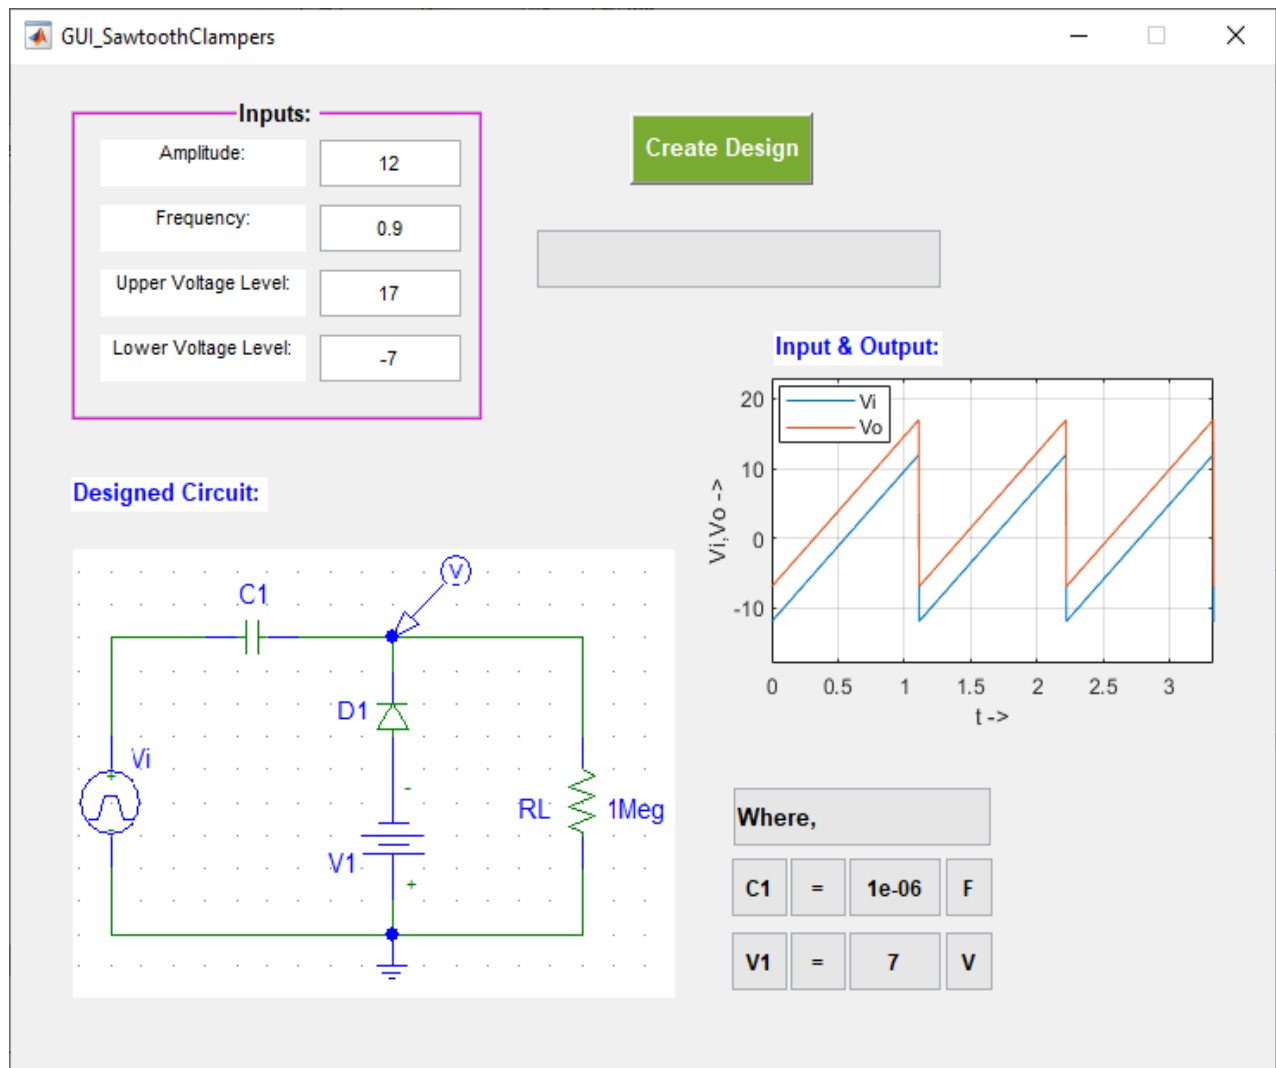 GUI_SawtoothClampers
Inputs:
Amplitude:
12
Frequency:
0.9
Upper Voltage Level:
17
Lower Voltage Level:
-7
Create Design
Input & Output:
Vi
Vo
20
10
0
-10
Vi,Vo ->
0 0.5 1 1.5 2 2.5 3
t ->
Designed Circuit:
V
C1
D1
Vi
+
-
-
V1
+
RL
1Meg
Where,
C1 = 1e-06 F
V1 = 7 V